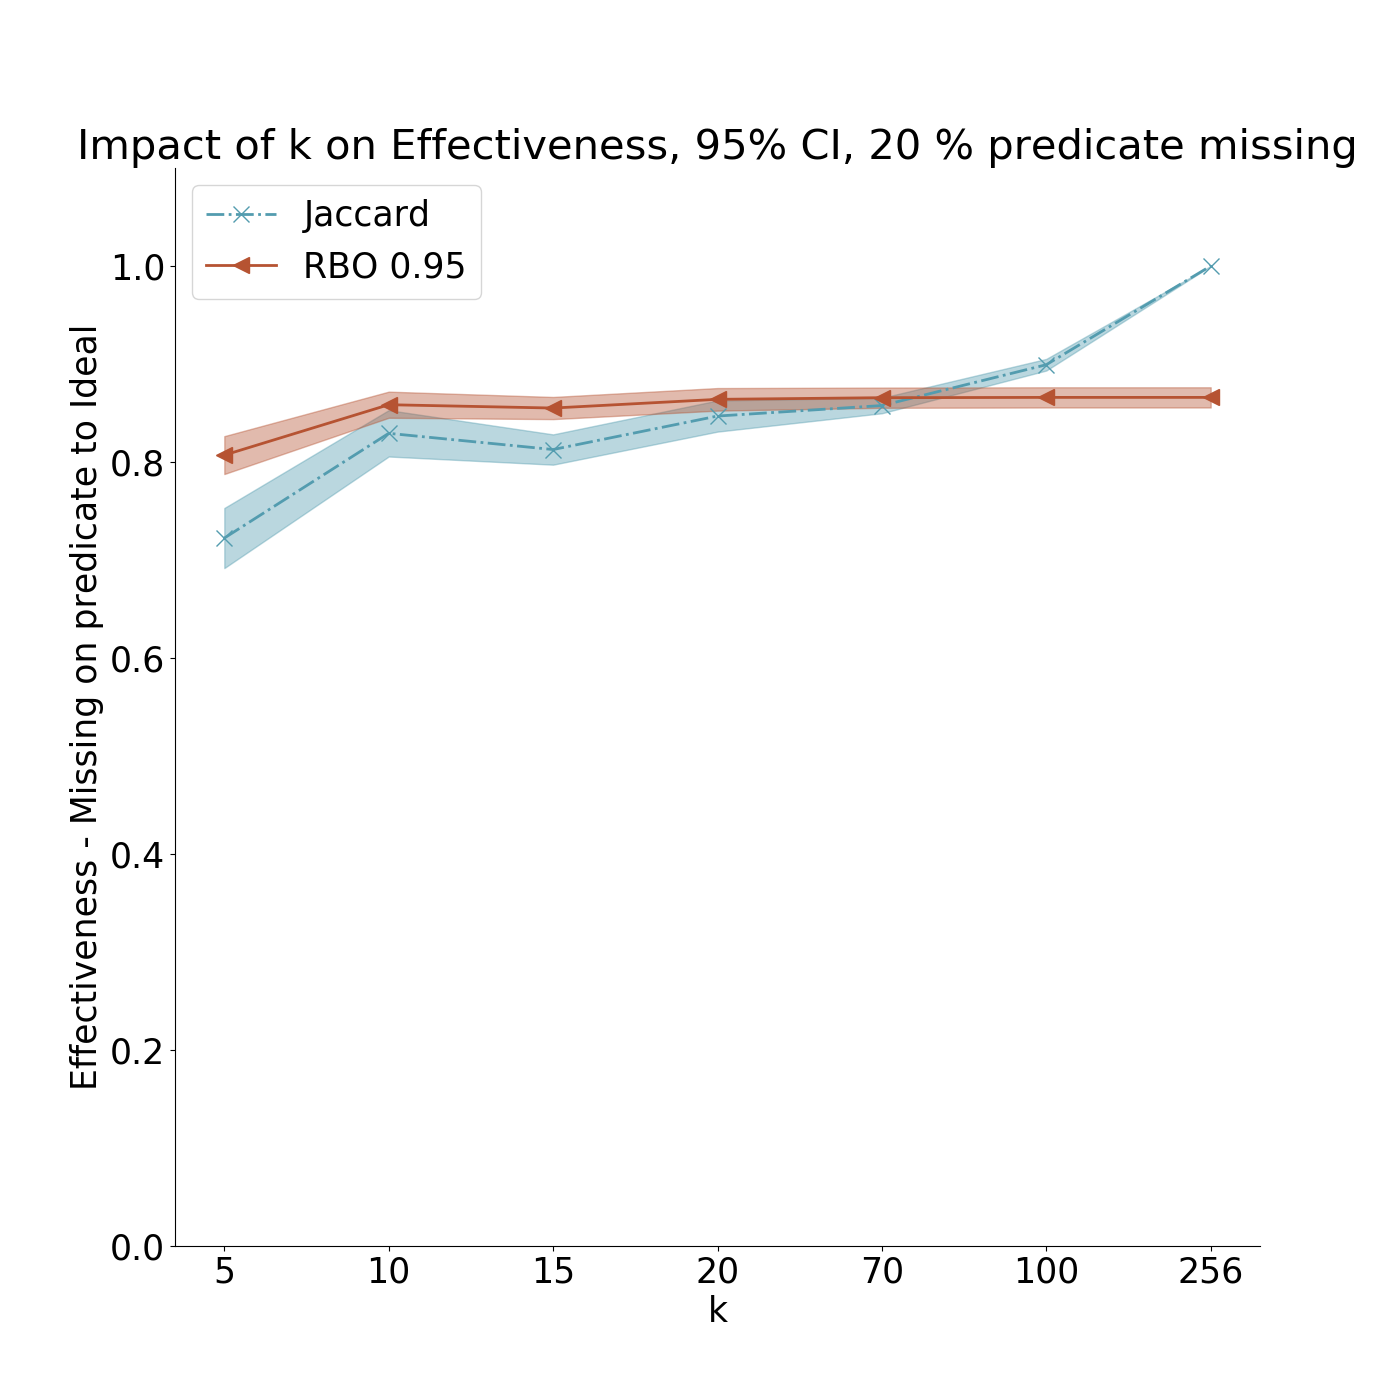 Impact of k on Effectiveness, 95% CI, 20 % predicate missing
Jaccard
RBO 0.95
Effectiveness - Missing on predicate to Ideal
1.0
0.8
0.6
0.4
0.2
0.0
5 10 15 20 70 100 256
k